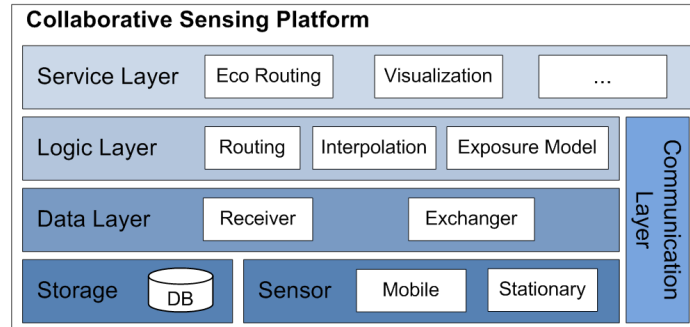 Collaborative Sensing Platform
Service Layer
Eco Routing
Visualization
...
Logic Layer
Routing
Interpolation
Exposure Model
Communication
Layer
Data Layer
Receiver
Exchanger
Storage
DB
Sensor
Mobile
Stationary